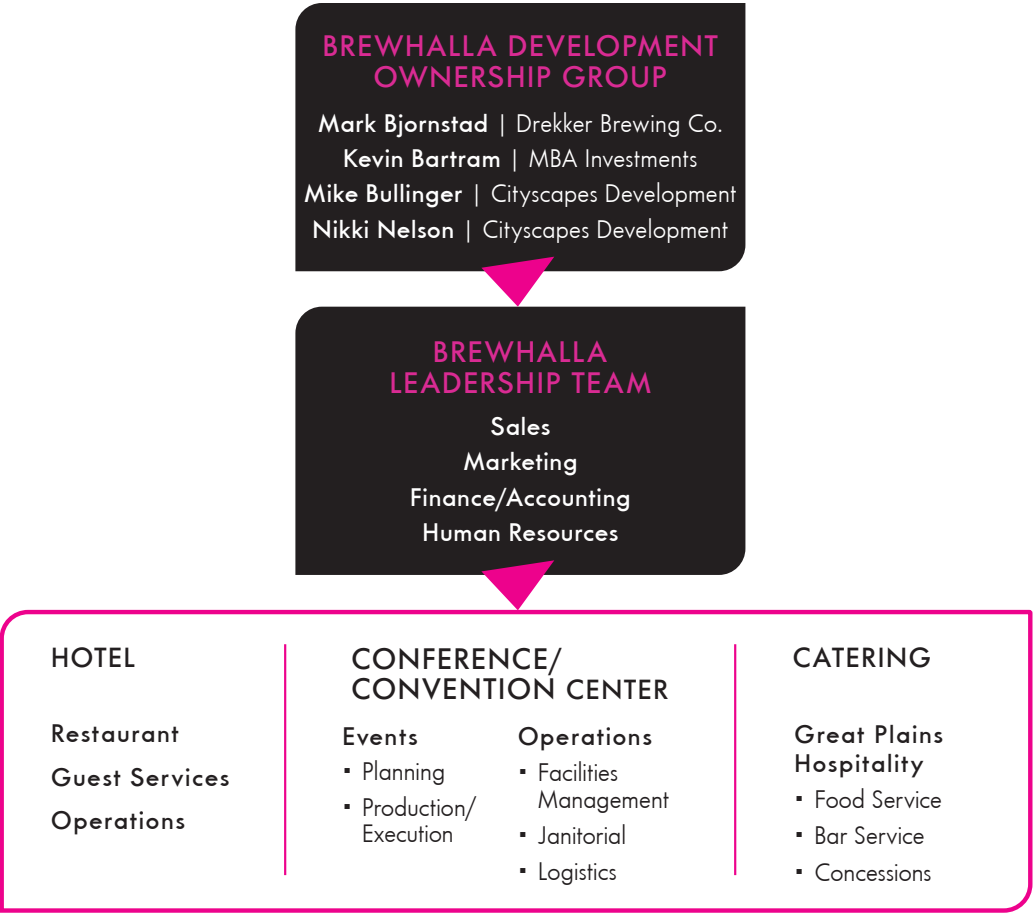 BREWHALLA DEVELOPMENT
OWNERSHIP GROUP
Mark Bjornstad | Drekker Brewing Co.
Kevin Bartram | MBA Investments
Mike Bullinger | Cityscapes Development
Nikki Nelson | Cityscapes Development
BREWHALLA
LEADERSHIP TEAM
Sales
Marketing
Finance/Accounting
Human Resources
HOTEL
Restaurant
Guest Services
Operations
CONFERENCE/
CONVENTION CENTER
Events
▪ Planning
▪ Production/
Execution
Operations
▪ Facilities
Management
▪ Janitorial
▪ Logistics
CATERING
Great Plains
Hospitality
▪ Food Service
▪ Bar Service
▪ Concessions